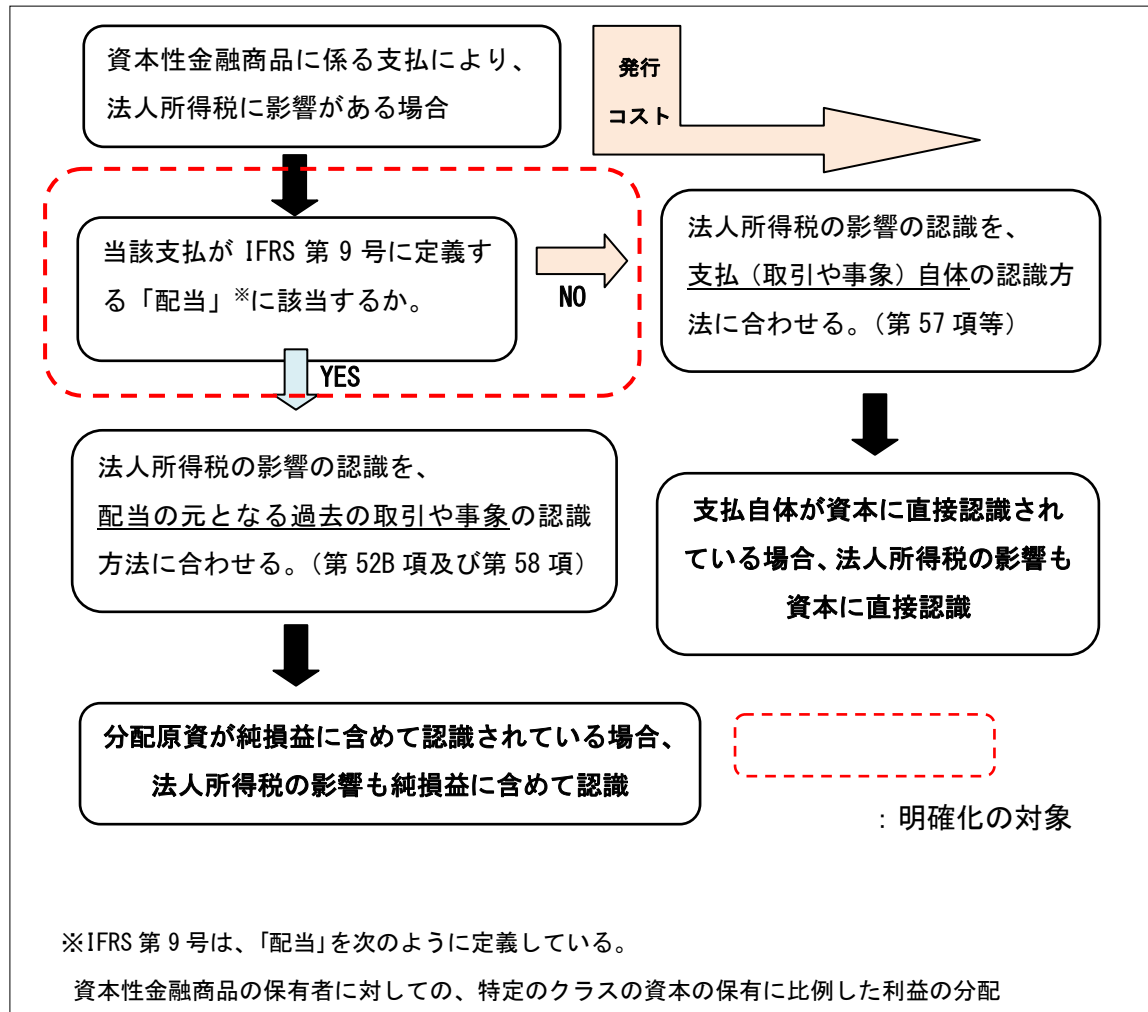 資本性金融商品に係る支払により、
法人所得税に影響がある場合
発行
コスト
当該支払が IFRS 第 9 号に定義す
る「配当」※に該当するか。
NO
YES
法人所得税の影響の認識を、
支払（取引や事象）自体の認識方
法に合わせる。（第 57 項等）
法人所得税の影響の認識を、
配当の元となる過去の取引や事象の認識
方法に合わせる。（第 52B 項及び第 58 項）
支払自体が資本に直接認識され
ている場合、法人所得税の影響も
資本に直接認識
分配原資が純損益に含めて認識されている場合、
法人所得税の影響も純損益に含めて認識
：明確化の対象
※IFRS 第 9 号は、「配当」を次のように定義している。
資本性金融商品の保有者に対しての、特定のクラスの資本の保有に比例した利益の分配